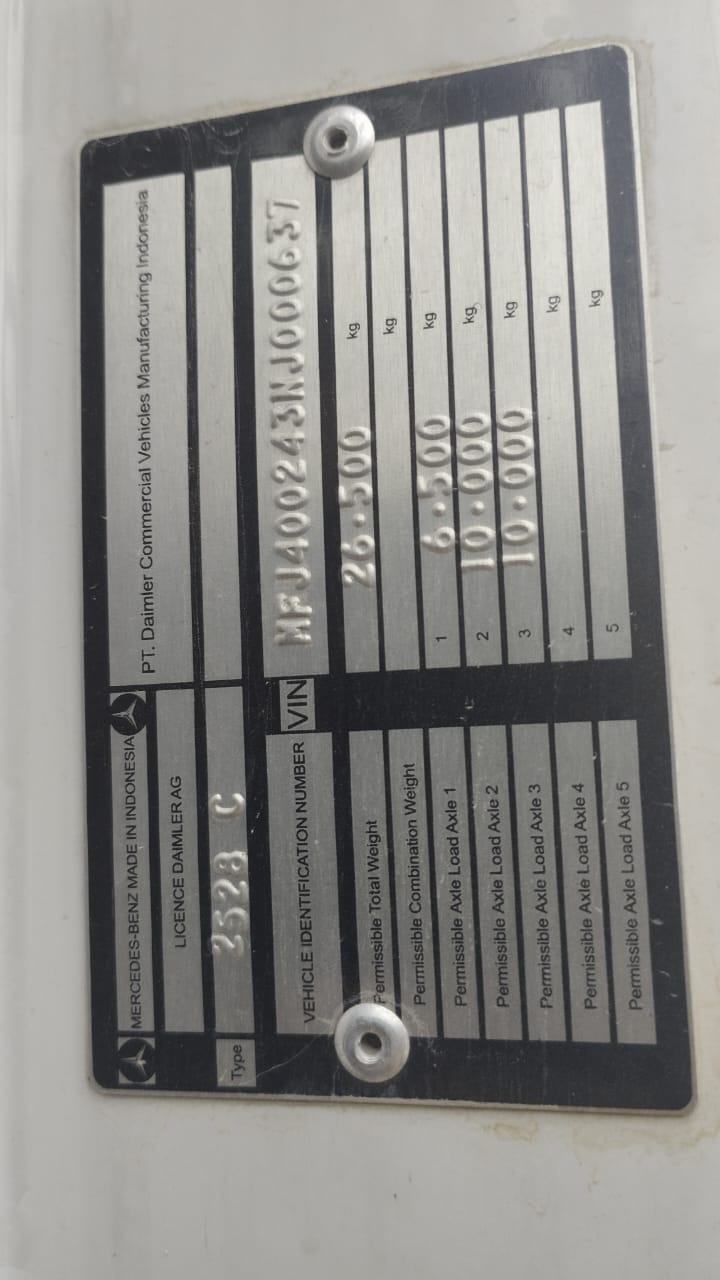 MERCEDES-BENZ MADE IN INDONESIA
LICENCE DAIMLER AG
PT. Daimler Commercial Vehicles Manufacturing Indonesia
Type 2528 C
VEHICLE IDENTIFICATION NUMBER VIN MFJ400243NJ000637
Permissible Total Weight 26.500 kg
Permissible Combination Weight kg
Permissible Axle Load Axle 1 1 6.500 kg
Permissible Axle Load Axle 2 2 10.000 kg
Permissible Axle Load Axle 3 3 10.000 kg
Permissible Axle Load Axle 4 4 kg
Permissible Axle Load Axle 5 5 kg